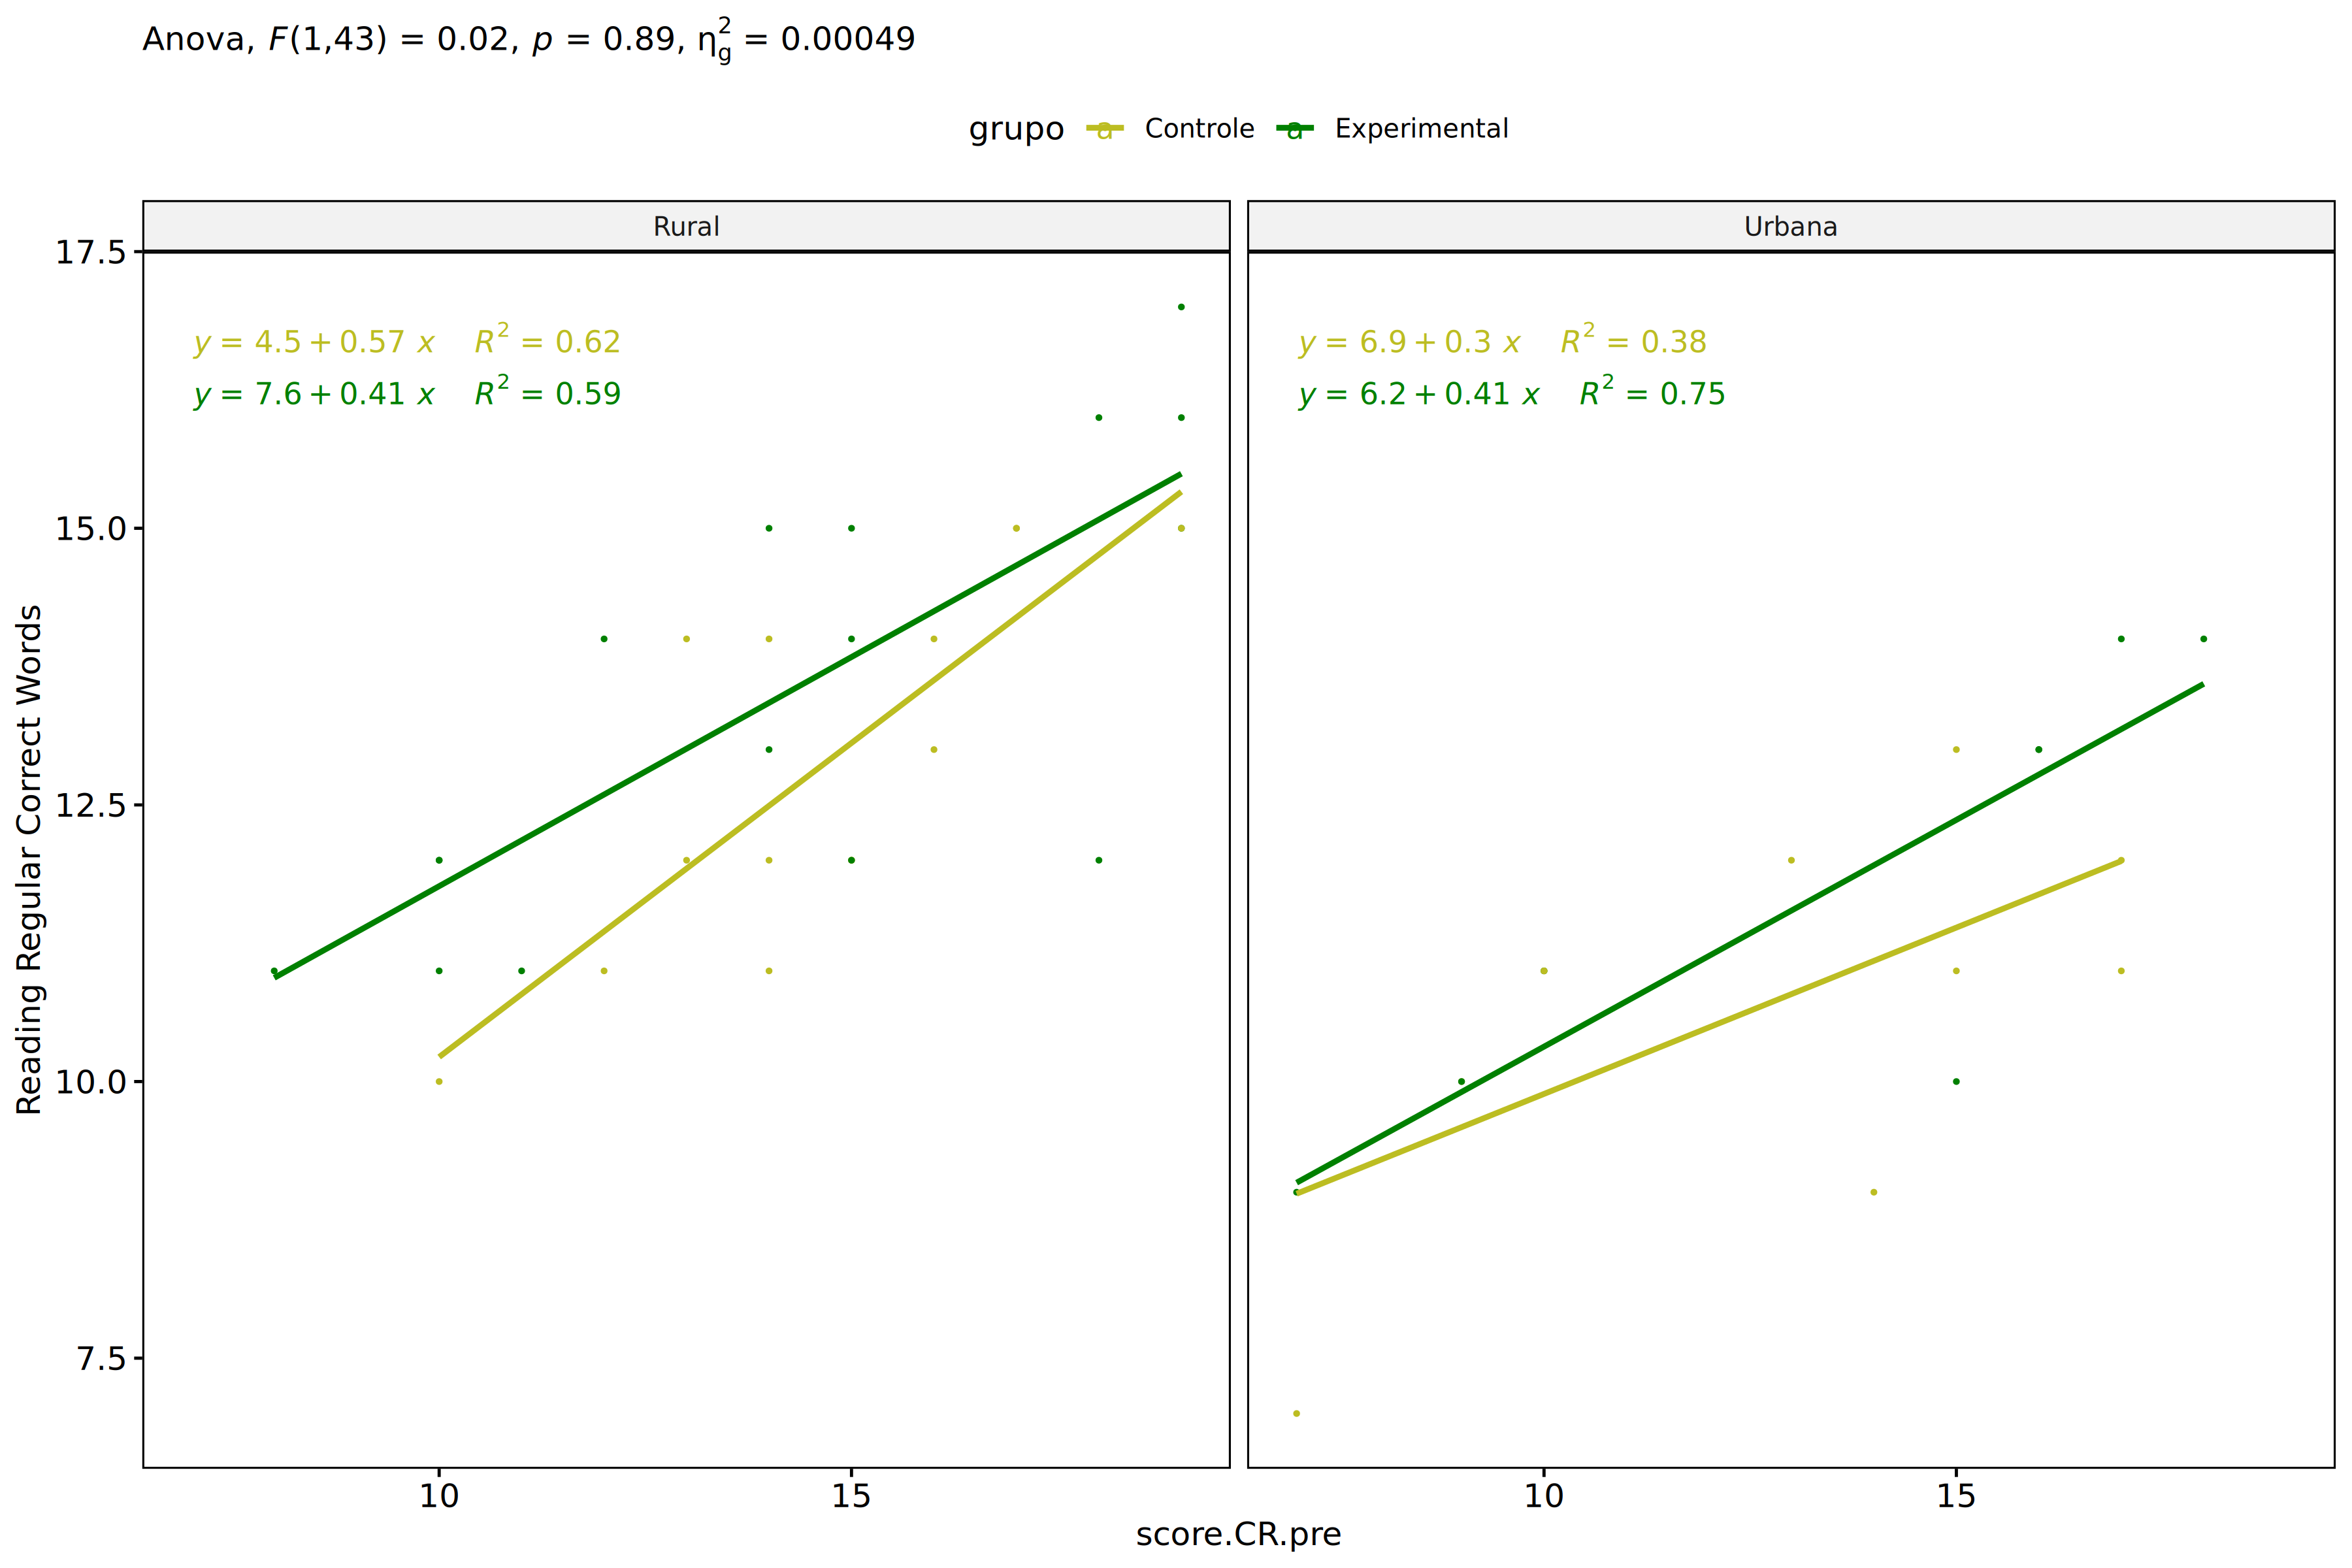 Anova, F(1,43) = 0.02, p = 0.89, η²g = 0.00049
grupo a Controle a Experimental
Rural
Urbana
17.5
15.0
12.5
10.0
7.5
Reading Regular Correct Words
y = 4.5 + 0.57 x R² = 0.62
y = 7.6 + 0.41 x R² = 0.59
y = 6.9 + 0.3 x R² = 0.38
y = 6.2 + 0.41 x R² = 0.75
10 15
10 15
score.CR.pre